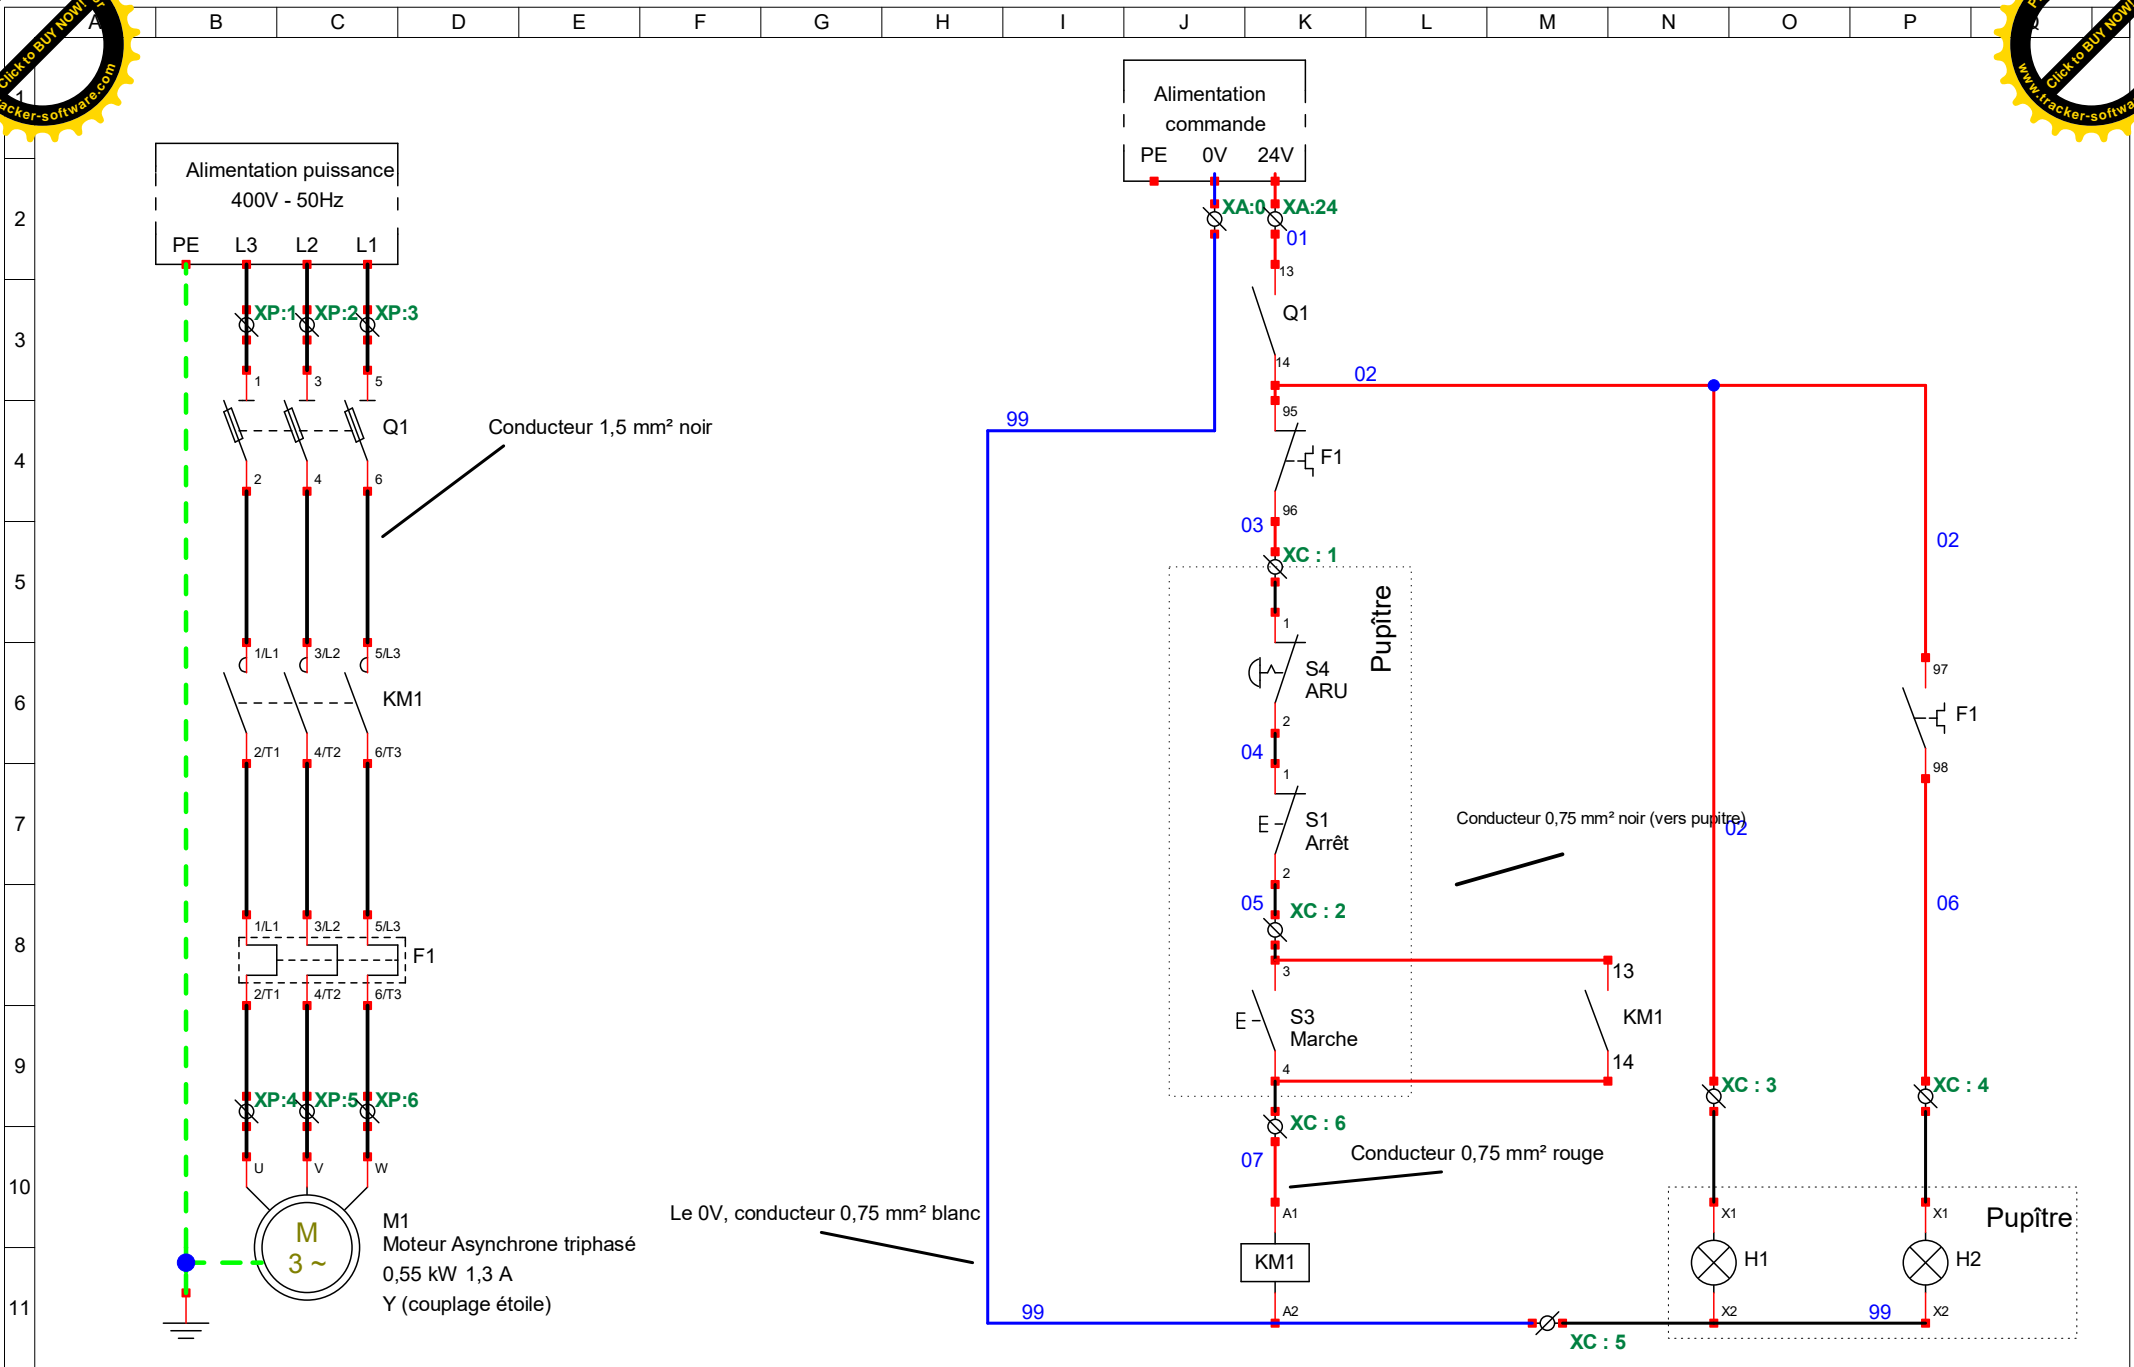 A B C D E F G H I J K L M N O P Q
1
2
3
4
5
6
7
8
9
10
11
Click to BUY NOW!
www.tracker-software.com
Click to BUY NOW!
Alimentation puissance
400V - 50Hz
PE L3 L2 L1
XP:1 XP:2 XP:3
1 3 5
Q1
2 4 6
Conducteur 1,5 mm² noir
1/L1 3/L2 5/L3
KM1
2/T1 4/T2 6/T3
1/L1 3/L2 5/L3
F1
2/T1 4/T2 6/T3
XP:4 XP:5 XP:6
U V W
M
3 ~
M1
Moteur Asynchrone triphasé
0,55 kW 1,3 A
Y (couplage étoile)
Alimentation
commande
PE 0V 24V
XA:0 XA:24
01
13
Q1
14
02
99
95
F1
96
03
XC : 1
Pupître
1
S4
ARU
2
04
1
S1
Arrêt
2
05
XC : 2
3
S3
Marche
4
13
KM1
14
XC : 6
07
Conducteur 0,75 mm² rouge
Conducteur 0,75 mm² noir (vers pupitre)
Le 0V, conducteur 0,75 mm² blanc
A1
KM1
A2
99
XC : 5
02
02
97
F1
98
06
XC : 3
XC : 4
Pupître
X1
H1
X2
X1
H2
X2
99